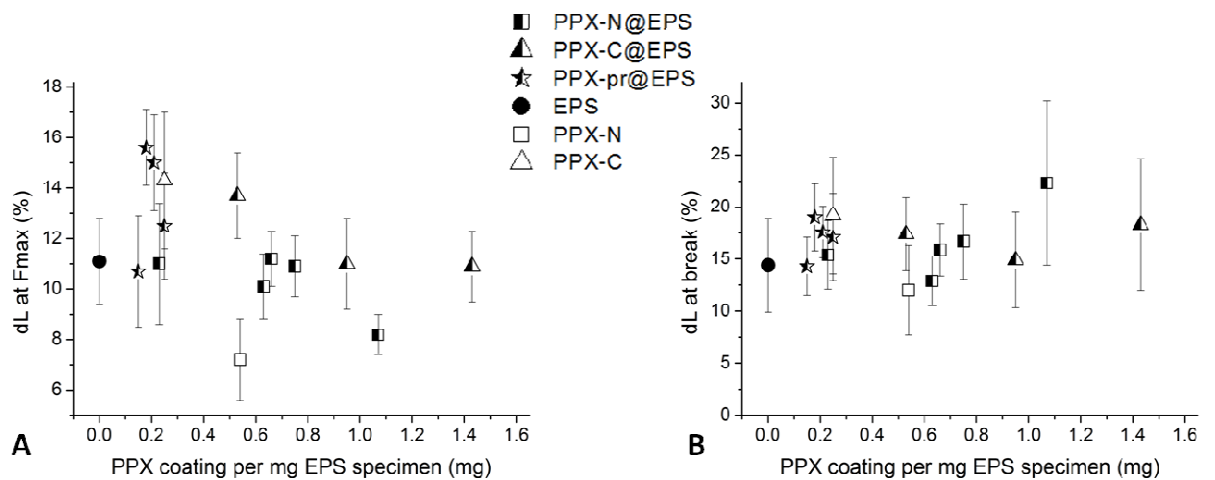 PPX-N@EPS
PPX-C@EPS
PPX-pr@EPS
EPS
PPX-N
PPX-C
18
16
14
12
10
8
6
dL at Fmax (%)
0.0 0.2 0.4 0.6 0.8 1.0 1.2 1.4 1.6
PPX coating per mg EPS specimen (mg)
A
30
25
20
15
10
5
0
dL at break (%)
0.0 0.2 0.4 0.6 0.8 1.0 1.2 1.4 1.6
PPX coating per mg EPS specimen (mg)
B